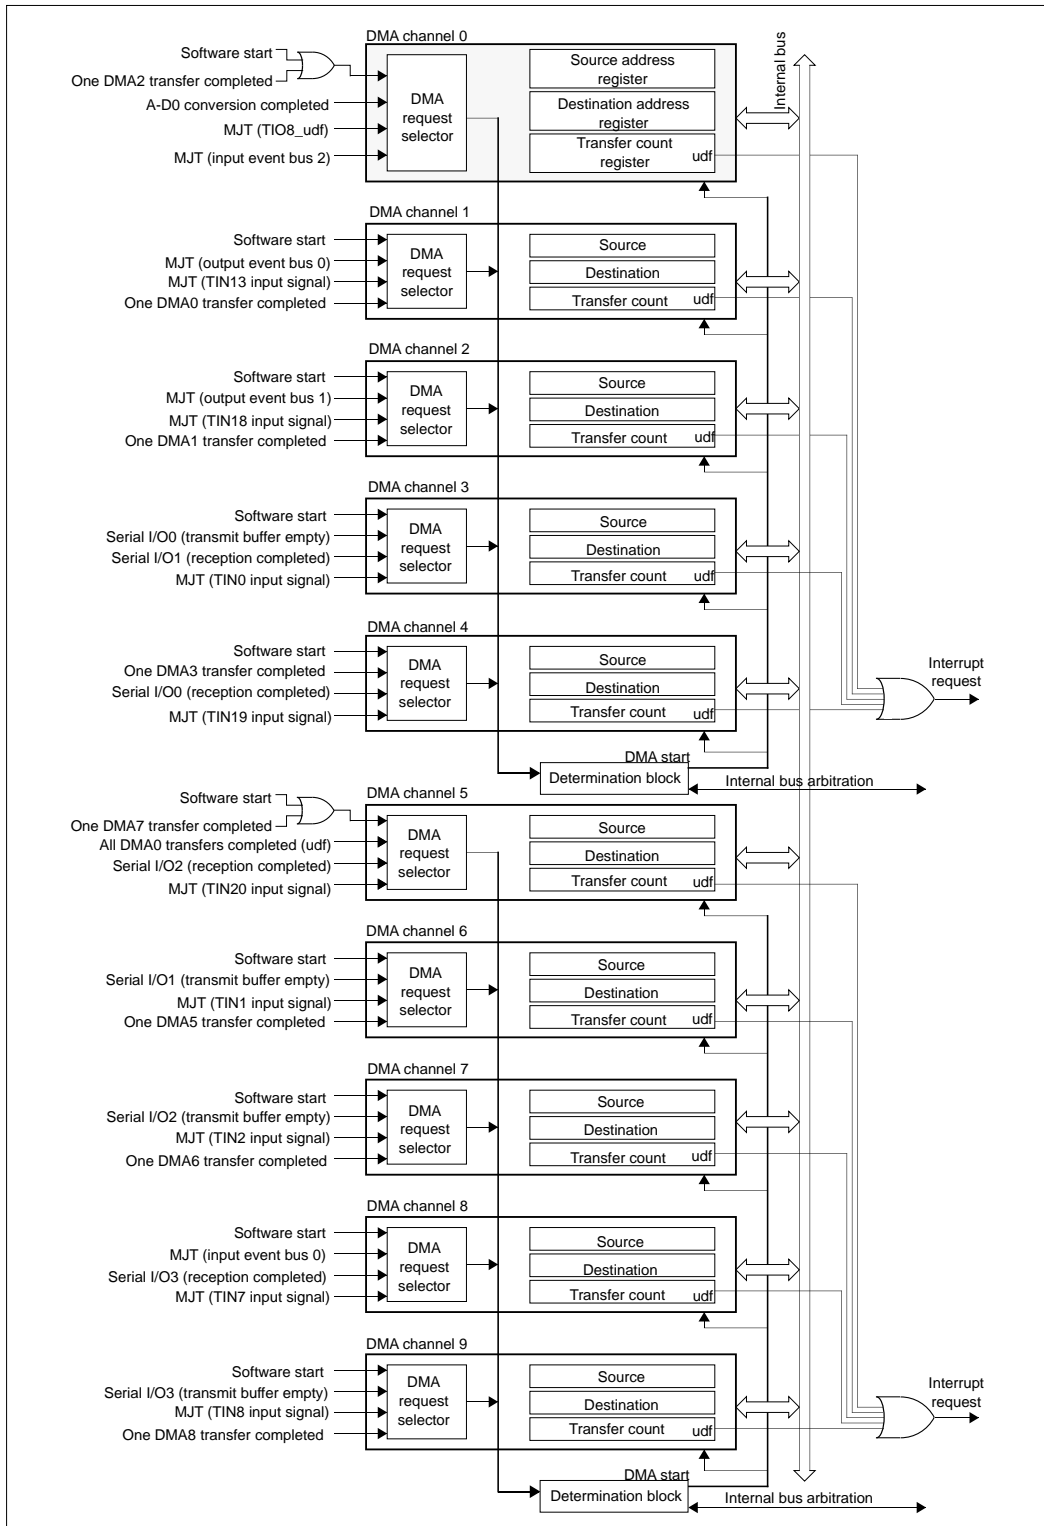 DMA channel 0
Internal bus
Software start
One DMA2 transfer completed
A-D0 conversion completed
MJT (TIO8_udf)
MJT (input event bus 2)
DMA
request
selector
Source address
register
Destination address
register
Transfer count
register
udf
DMA channel 1
Software start
MJT (output event bus 0)
MJT (TIN13 input signal)
One DMA0 transfer completed
DMA
request
selector
Source
Destination
Transfer count
udf
DMA channel 2
Software start
MJT (output event bus 1)
MJT (TIN18 input signal)
One DMA1 transfer completed
DMA
request
selector
Source
Destination
Transfer count
udf
DMA channel 3
Software start
Serial I/O0 (transmit buffer empty)
Serial I/O1 (reception completed)
MJT (TIN0 input signal)
DMA
request
selector
Source
Destination
Transfer count
udf
DMA channel 4
Software start
One DMA3 transfer completed
Serial I/O0 (reception completed)
MJT (TIN19 input signal)
DMA
request
selector
Source
Destination
Transfer count
udf
Interrupt
request
DMA start
Determination block
Internal bus arbitration
DMA channel 5
Software start
One DMA7 transfer completed
All DMA0 transfers completed (udf)
Serial I/O2 (reception completed)
MJT (TIN20 input signal)
DMA
request
selector
Source
Destination
Transfer count
udf
DMA channel 6
Software start
Serial I/O1 (transmit buffer empty)
MJT (TIN1 input signal)
One DMA5 transfer completed
DMA
request
selector
Source
Destination
Transfer count
udf
DMA channel 7
Software start
Serial I/O2 (transmit buffer empty)
MJT (TIN2 input signal)
One DMA6 transfer completed
DMA
request
selector
Source
Destination
Transfer count
udf
DMA channel 8
Software start
MJT (input event bus 0)
Serial I/O3 (reception completed)
MJT (TIN7 input signal)
DMA
request
selector
Source
Destination
Transfer count
udf
DMA channel 9
Software start
Serial I/O3 (transmit buffer empty)
MJT (TIN8 input signal)
One DMA8 transfer completed
DMA
request
selector
Source
Destination
Transfer count
udf
Interrupt
request
DMA start
Determination block
Internal bus arbitration